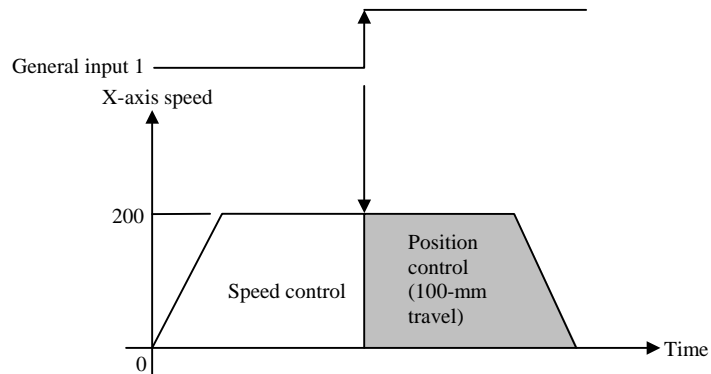 General input 1
X-axis speed
200
Speed control
Position
control
(100-mm
travel)
Time
0